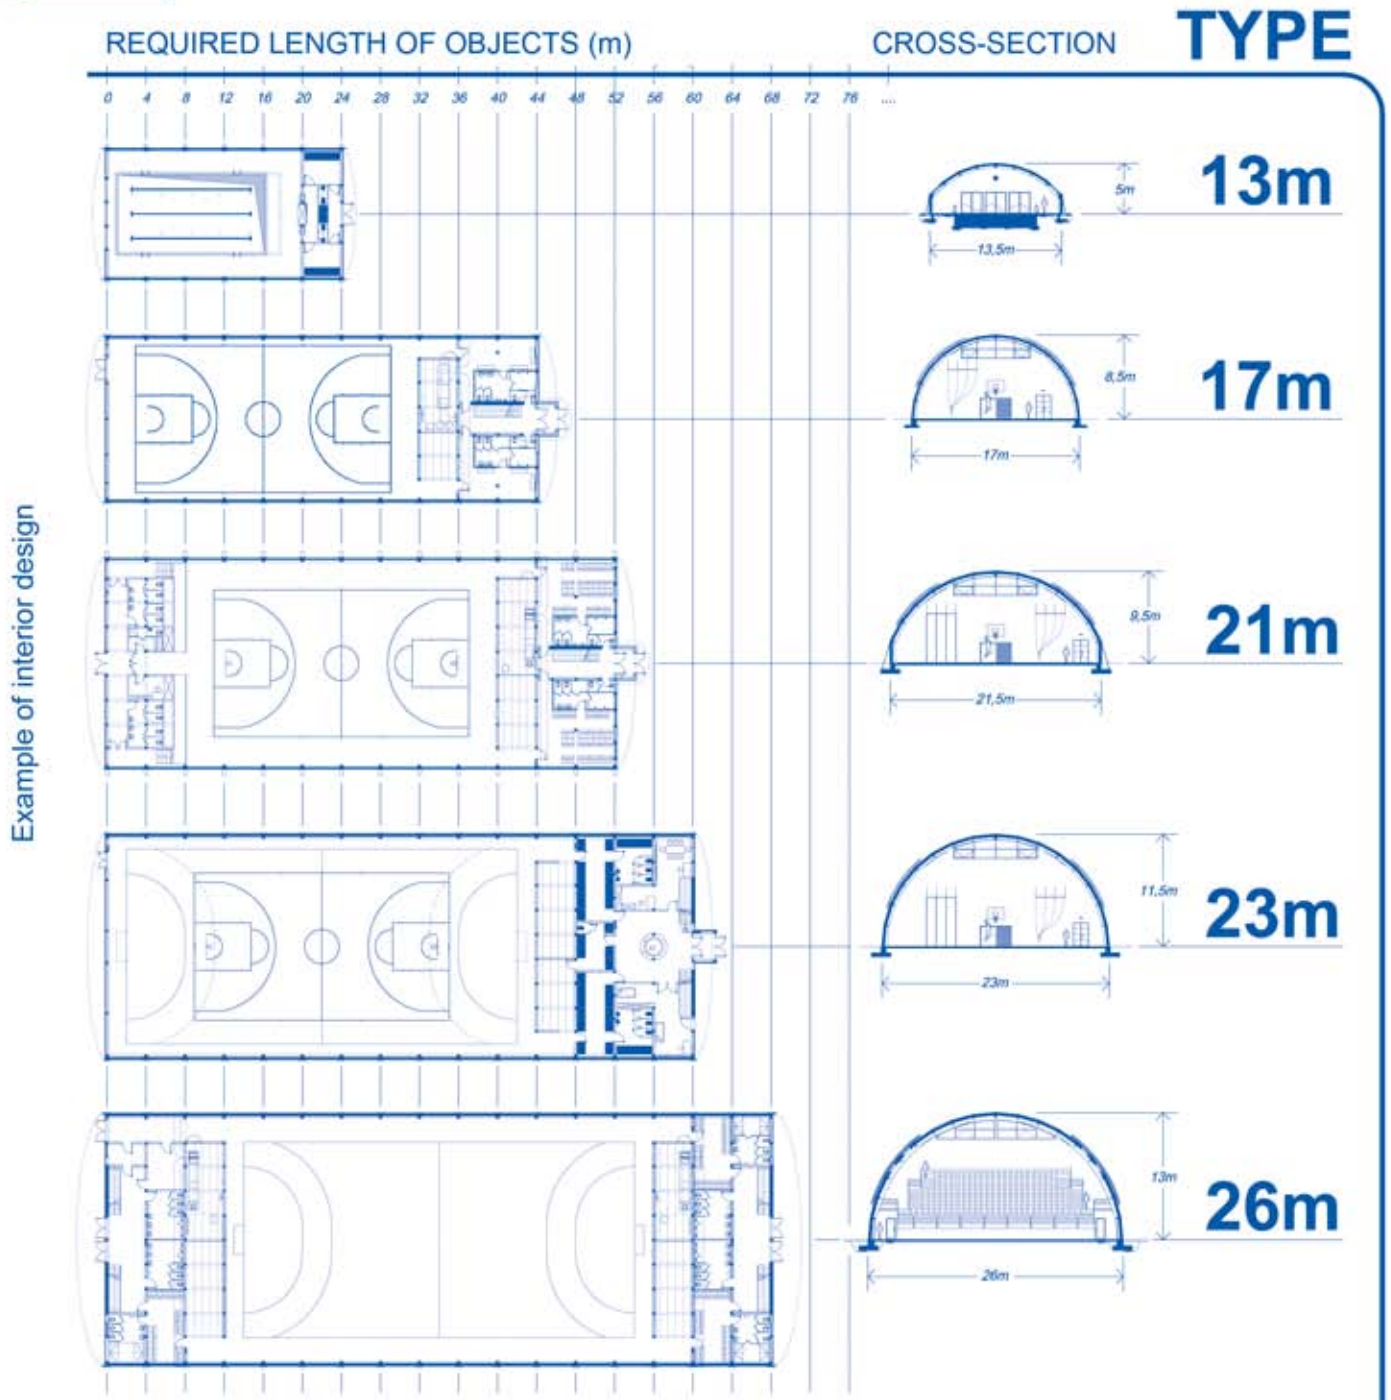 REQUIRED LENGTH OF OBJECTS (m) CROSS-SECTION TYPE
0 4 8 12 16 20 24 28 32 36 40 44 48 52 56 60 64 68 72 76 ....
5m
13m
13,5m
8,5m
17m
17m
Example of interior design
9,5m
21m
21,5m
11,5m
23m
23m
13m
26m
26m